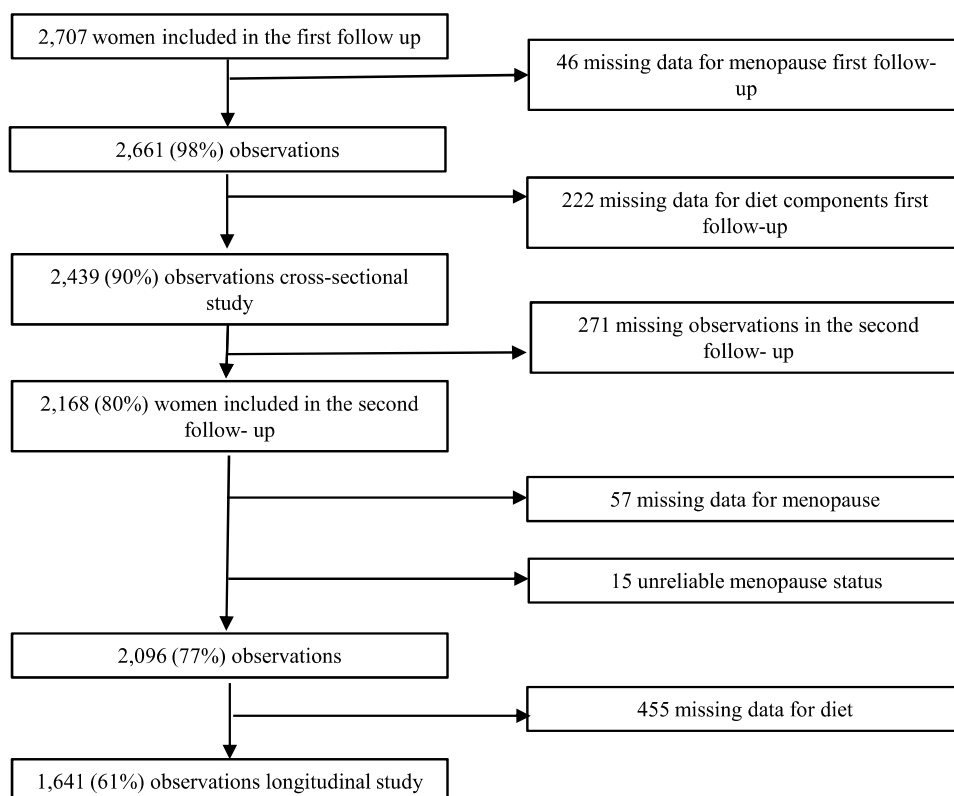 2,707 women included in the first follow up
46 missing data for menopause first follow-
up
2,661 (98%) observations
222 missing data for diet components first
follow-up
2,439 (90%) observations cross-sectional
study
271 missing observations in the second
follow- up
2,168 (80%) women included in the second
follow- up
57 missing data for menopause
15 unreliable menopause status
2,096 (77%) observations
455 missing data for diet
1,641 (61%) observations longitudinal study